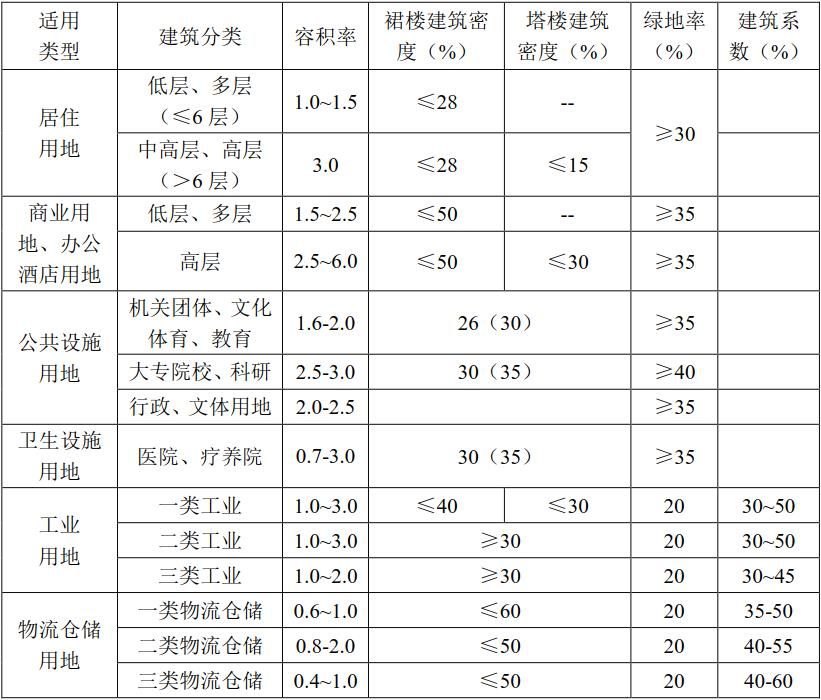 适用类型 建筑分类 容积率 裙楼建筑密度（%） 塔楼建筑密度（%） 绿地率（%） 建筑系数（%）
居住用地 低层、多层（≤6 层） 1.0~1.5 ≤28 -- ≥30
中高层、高层（＞6 层） 3.0 ≤28 ≤15
商业用地、办公酒店用地 低层、多层 1.5~2.5 ≤50 -- ≥35
高层 2.5~6.0 ≤50 ≤30 ≥35
公共设施用地 机关团体、文化体育、教育 1.6-2.0 26（30） ≥35
大专院校、科研 2.5-3.0 30（35） ≥40
行政、文体用地 2.0-2.5 ≥35
卫生设施用地 医院、疗养院 0.7-3.0 30（35） ≥35
工业用地 一类工业 1.0~3.0 ≤40 ≤30 20 30~50
二类工业 1.0~3.0 ≥30 20 30~50
三类工业 1.0~2.0 ≥30 20 30~45
物流仓储用地 一类物流仓储 0.6~1.0 ≤60 20 35-50
二类物流仓储 0.8-2.0 ≤50 20 40-55
三类物流仓储 0.4~1.0 ≤50 20 40-60